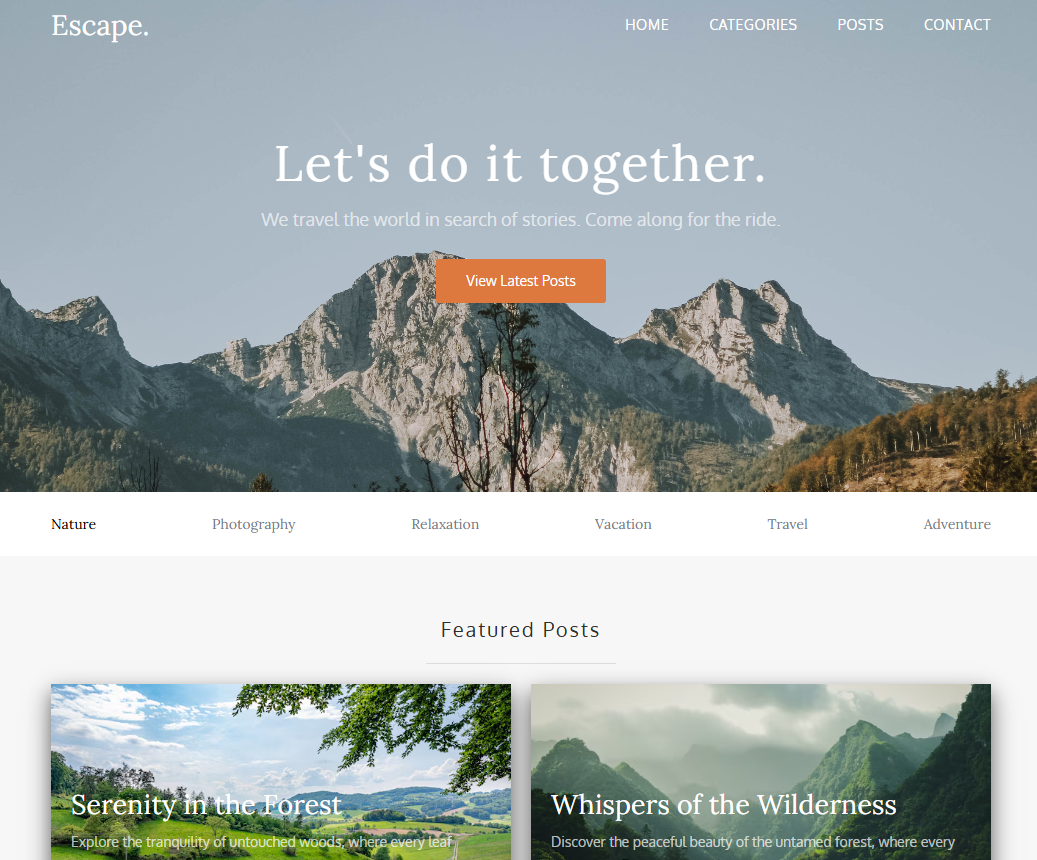 Escape.
HOME CATEGORIES POSTS CONTACT
Let's do it together.
We travel the world in search of stories. Come along for the ride.
View Latest Posts
Nature Photography Relaxation Vacation Travel Adventure
Featured Posts
Serenity in the Forest
Explore the tranquility of untouched woods, where every leaf
Whispers of the Wilderness
Discover the peaceful beauty of the untamed forest, where every